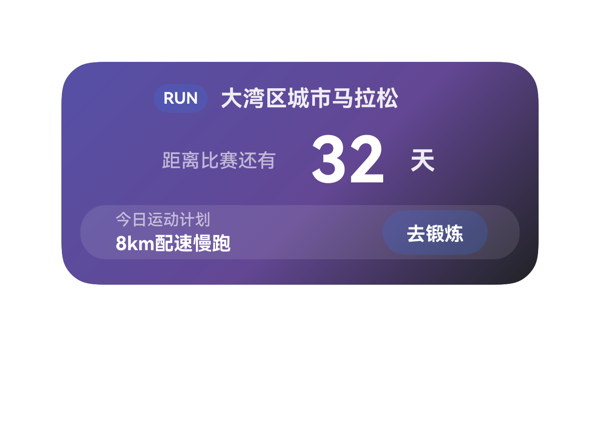 RUN 大湾区城市马拉松
距离比赛还有 32 天
今日运动计划
8km配速慢跑
去锻炼